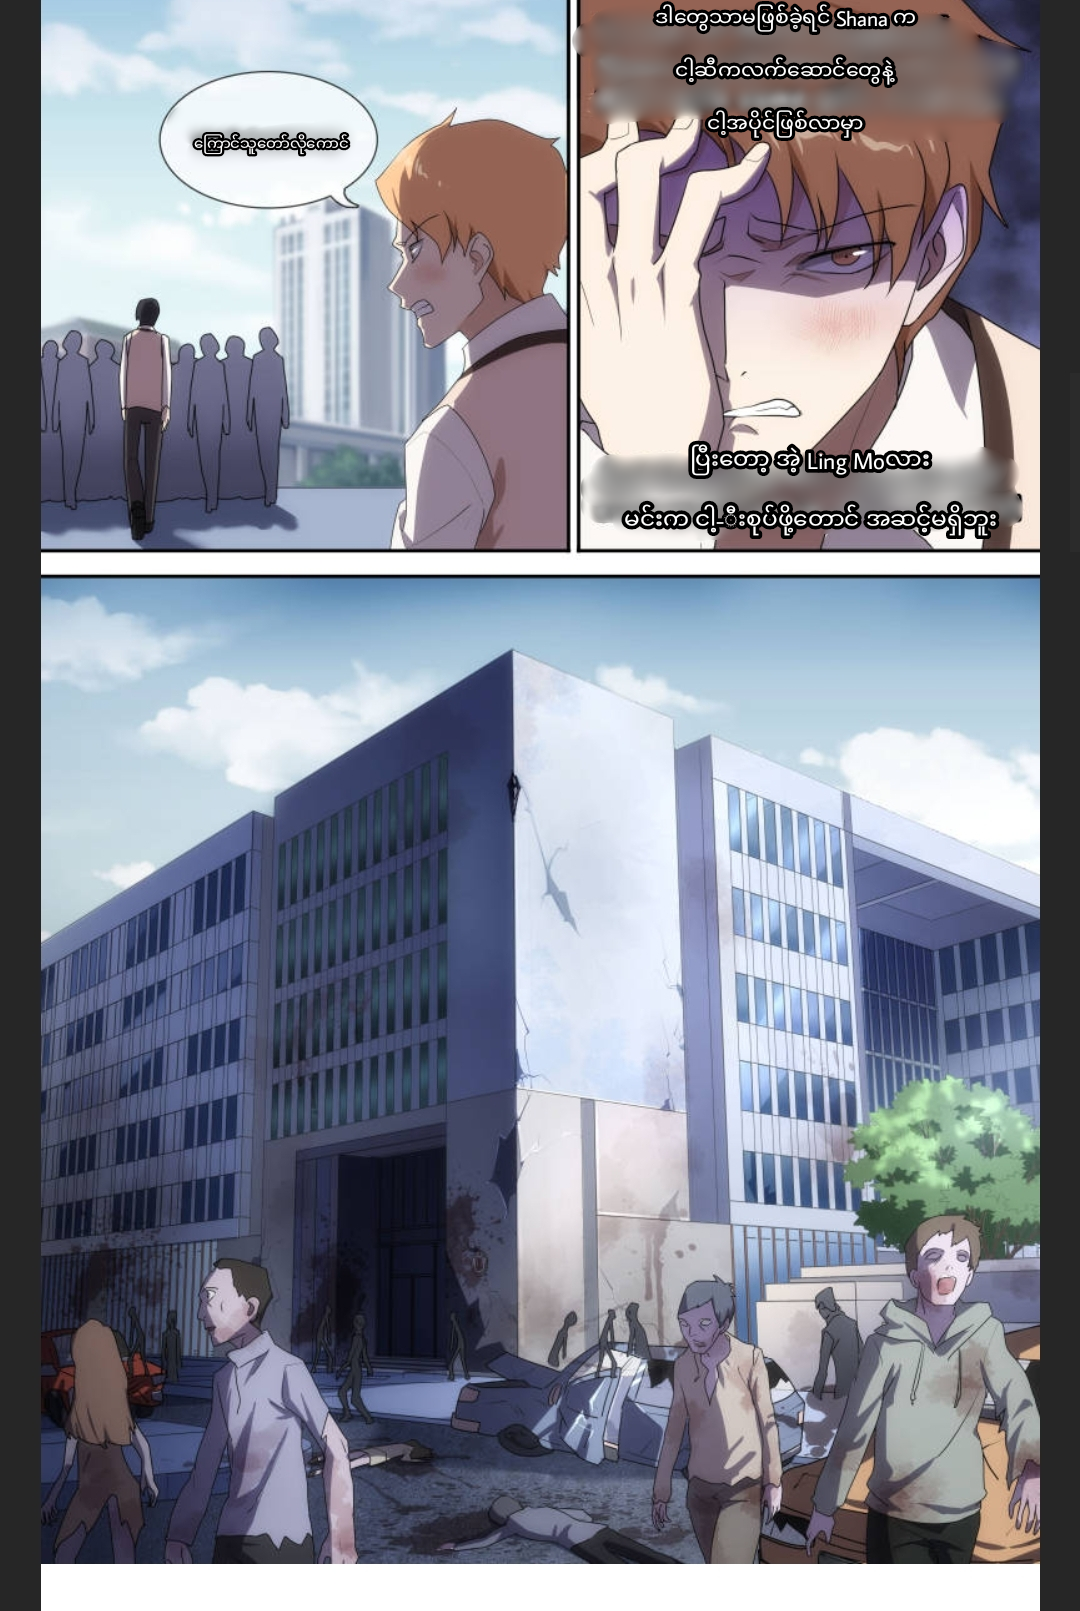 ကြောင်သူတော်လိုကောင်
ဒါတွေသာမဖြစ်ခဲ့ရင် Shana က
ငါ့ဆီကလက်ဆောင်တွေနဲ့
ငါ့အပိုင်ဖြစ်လာမှာ
ပြီးတော့ အဲ့ Ling Moလား
မင်းက ငါ့-ီးစုပ်ဖို့တောင် အဆင့်မရှိဘူး